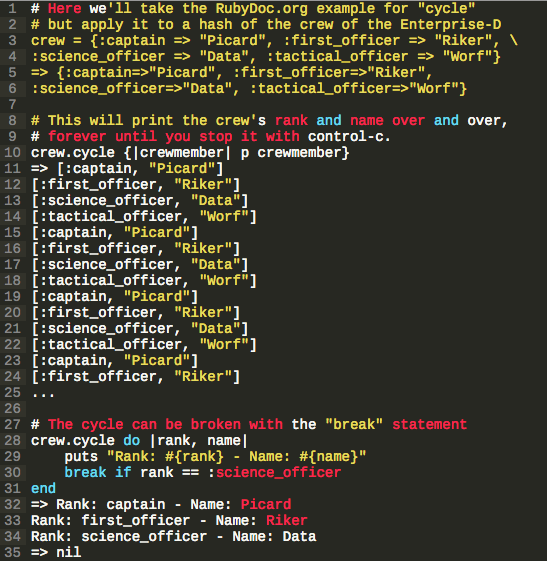 1 # Here we'll take the RubyDoc.org example for "cycle"
2 # but apply it to a hash of the crew of the Enterprise-D
3 crew = {:captain => "Picard", :first_officer => "Riker", \
4 :science_officer => "Data", :tactical_officer => "Worf"}
5 => {:captain=>"Picard", :first_officer=>"Riker",
6 :science_officer=>"Data", :tactical_officer=>"Worf"}
7
8 # This will print the crew's rank and name over and over,
9 # forever until you stop it with control-c.
10 crew.cycle {|crewmember| p crewmember}
11 => [:captain, "Picard"]
12 [:first_officer, "Riker"]
13 [:science_officer, "Data"]
14 [:tactical_officer, "Worf"]
15 [:captain, "Picard"]
16 [:first_officer, "Riker"]
17 [:science_officer, "Data"]
18 [:tactical_officer, "Worf"]
19 [:captain, "Picard"]
20 [:first_officer, "Riker"]
21 [:science_officer, "Data"]
22 [:tactical_officer, "Worf"]
23 [:captain, "Picard"]
24 [:first_officer, "Riker"]
25 ...
26
27 # The cycle can be broken with the "break" statement
28 crew.cycle do |rank, name|
29     puts "Rank: #{rank} - Name: #{name}"
30     break if rank == :science_officer
31 end
32 => Rank: captain - Name: Picard
33 Rank: first_officer - Name: Riker
34 Rank: science_officer - Name: Data
35 => nil